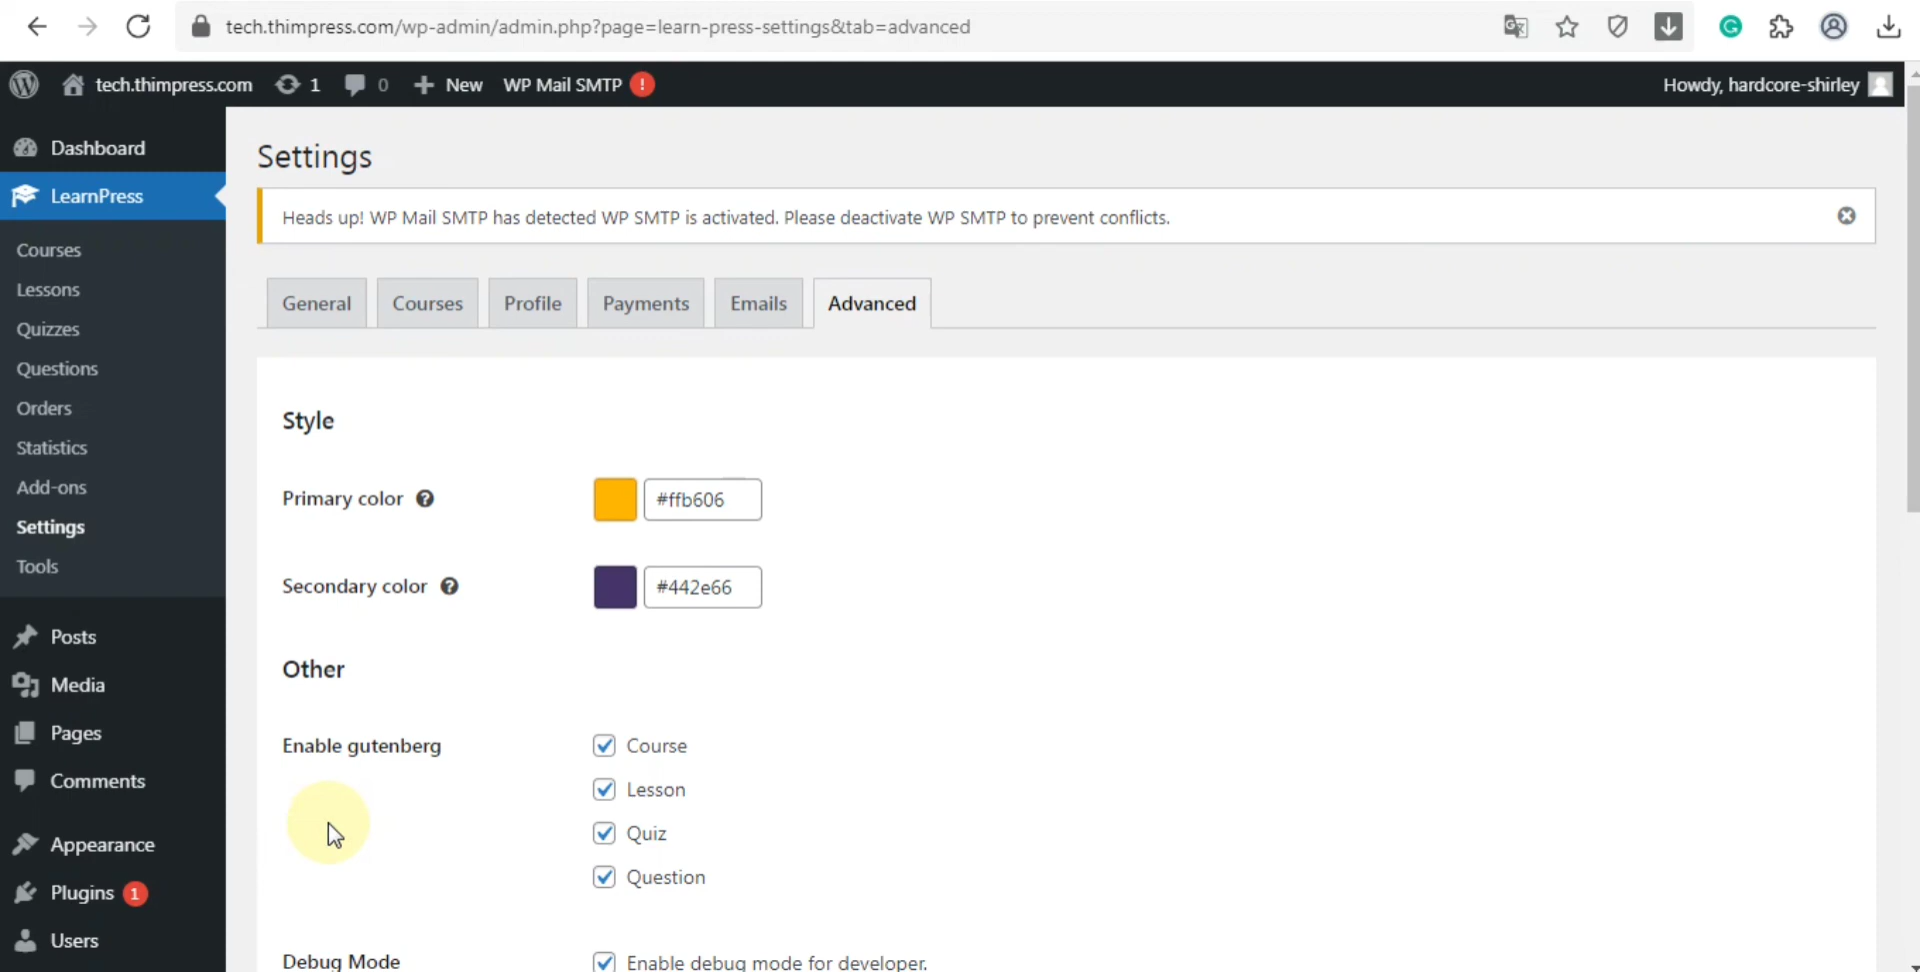 tech.thimpress.com/wp-admin/admin.php?page=learn-press-settings&tab=advanced
tech.thimpress.com 1 0 New WP Mail SMTP ! Howdy, hardcore-shirley
Dashboard
LearnPress
Courses
Lessons
Quizzes
Questions
Orders
Statistics
Add-ons
Settings
Tools
Posts
Media
Pages
Comments
Appearance
Plugins 1
Users
Settings
Heads up! WP Mail SMTP has detected WP SMTP is activated. Please deactivate WP SMTP to prevent conflicts.
General Courses Profile Payments Emails Advanced
Style
Primary color ? #ffb606
Secondary color ? #442e66
Other
Enable gutenberg Course
Lesson
Quiz
Question
Debug Mode Enable debug mode for developer.